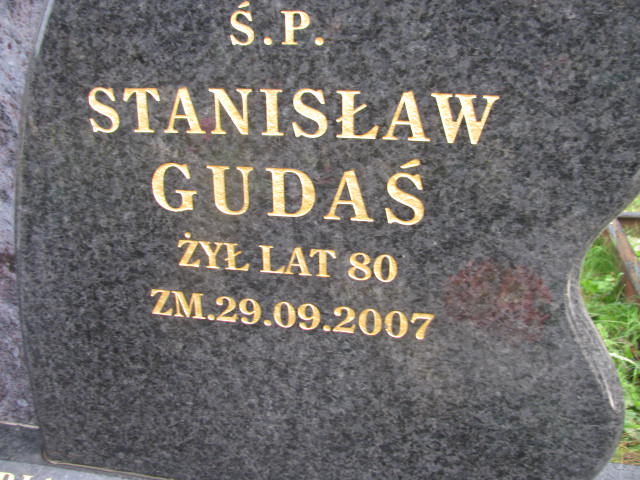 Ś.P.
STANISŁAW
GUDAŚ
ŻYŁ LAT 80
ZM.29.09.2007